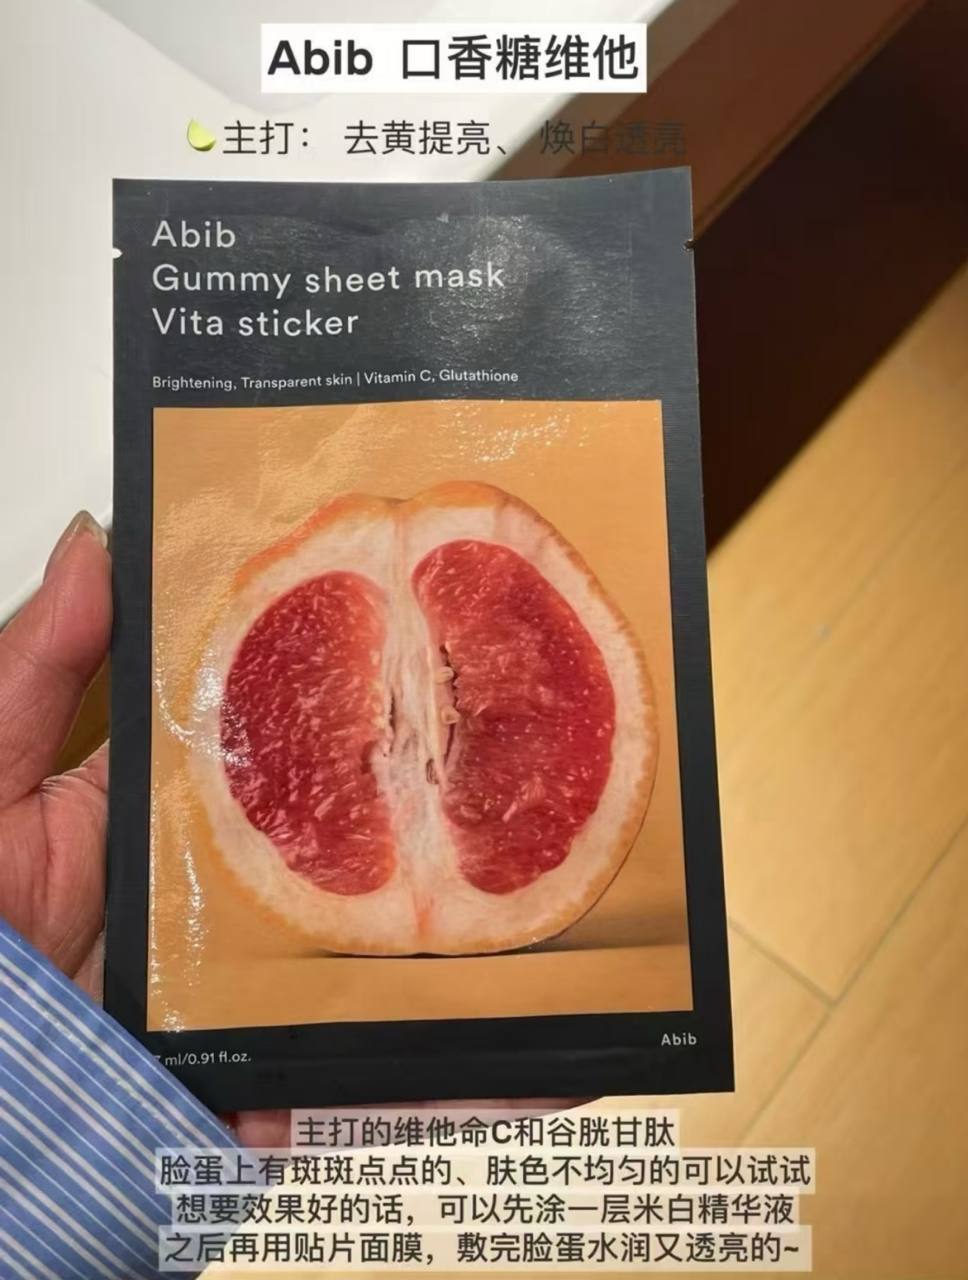 Abib 口香糖维他
主打： 去黄提亮、焕白透亮
Abib
Gummy sheet mask
Vita sticker
Brightening, Transparent skin | Vitamin C, Glutathione
ml/0.91 fl.oz.
Abib
主打的维他命C和谷胱甘肽
脸蛋上有斑斑点点的、肤色不均匀的可以试试
想要效果好的话，可以先涂一层米白精华液
之后再用贴片面膜，敷完脸蛋水润又透亮的~